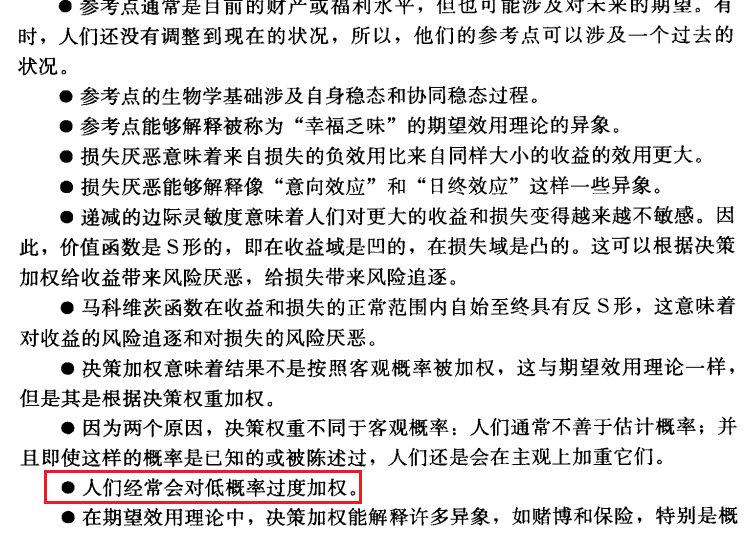 ● 参考点通常是目前的财产或福利水平，但也可能涉及对未来的期望。有
时，人们还没有调整到现在的状况，所以，他们的参考点可以涉及一个过去的
状况。
● 参考点的生物学基础涉及自身稳态和协同稳态过程。
● 参考点能够解释被称为“幸福乏味”的期望效用理论的异象。
● 损失厌恶意味着来自损失的负效用比来自同样大小的收益的效用更大。
● 损失厌恶能够解释像“意向效应”和“日终效应”这样一些异象。
● 递减的边际灵敏度意味着人们对更大的收益和损失变得越来越不敏感。因
此，价值函数是S形的，即在收益域是凹的，在损失域是凸的。这可以根据决策
加权给收益带来风险厌恶，给损失带来风险追逐。
● 马科维茨函数在收益和损失的正常范围内自始至终具有反S形，这意味着
对收益的风险追逐和对损失的风险厌恶。
● 决策加权意味着结果不是按照客观概率被加权，这与期望效用理论一样，
但是其是根据决策权重加权。
● 因为两个原因，决策权重不同于客观概率：人们通常不善于估计概率；并
且即使这样的概率是已知的或被陈述过，人们还是会在主观上加重它们。
● 人们经常会对低概率过度加权。
● 在期望效用理论中，决策加权能解释许多异象，如赌博和保险，特别是概